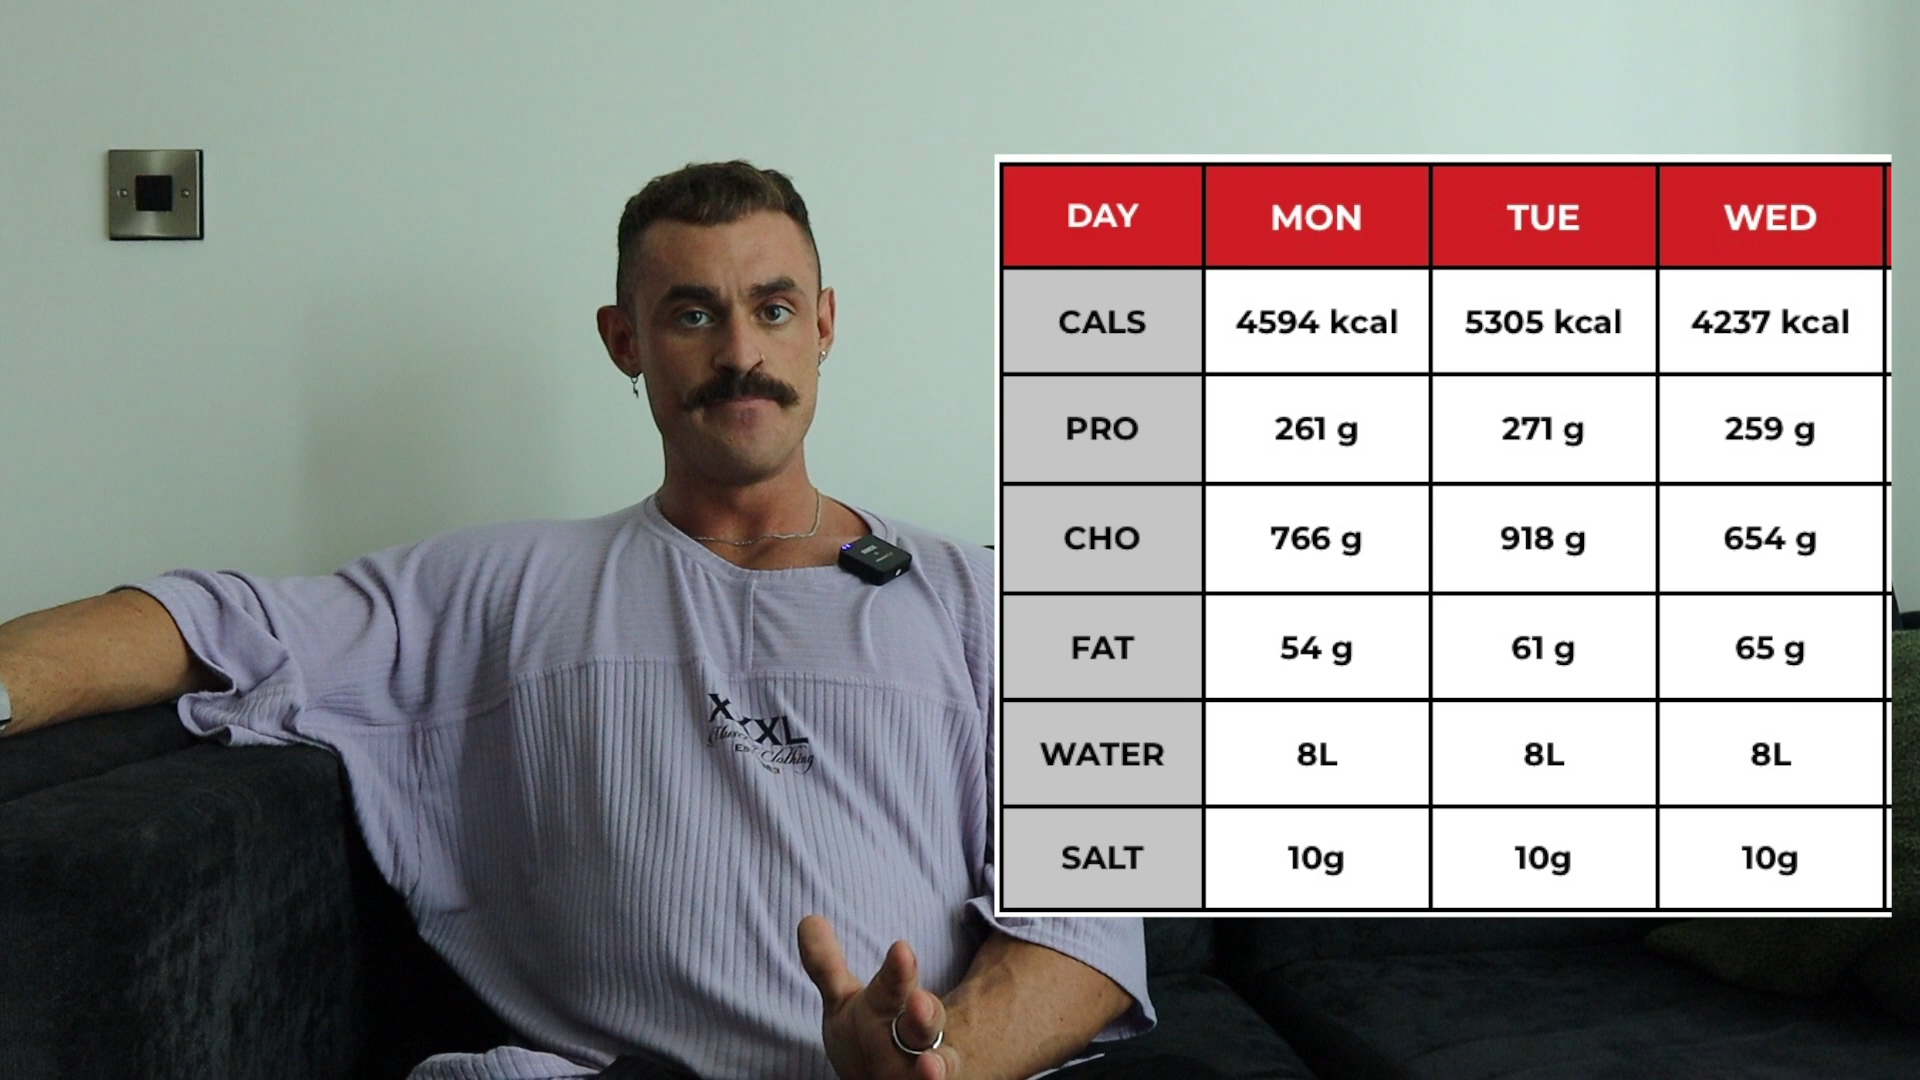 DAY MON TUE WED
CALS 4594 kcal 5305 kcal 4237 kcal
PRO 261 g 271 g 259 g
CHO 766 g 918 g 654 g
FAT 54 g 61 g 65 g
WATER 8L 8L 8L
SALT 10g 10g 10g
Clothing